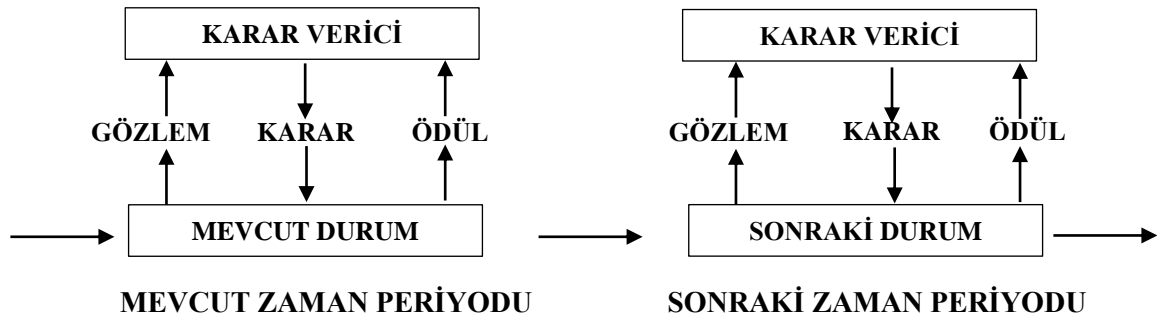 KARAR VERİCİ
GÖZLEM KARAR ÖDÜL
MEVCUT DURUM
MEVCUT ZAMAN PERİYODU
KARAR VERİCİ
GÖZLEM KARAR ÖDÜL
SONRAKİ DURUM
SONRAKİ ZAMAN PERİYODU